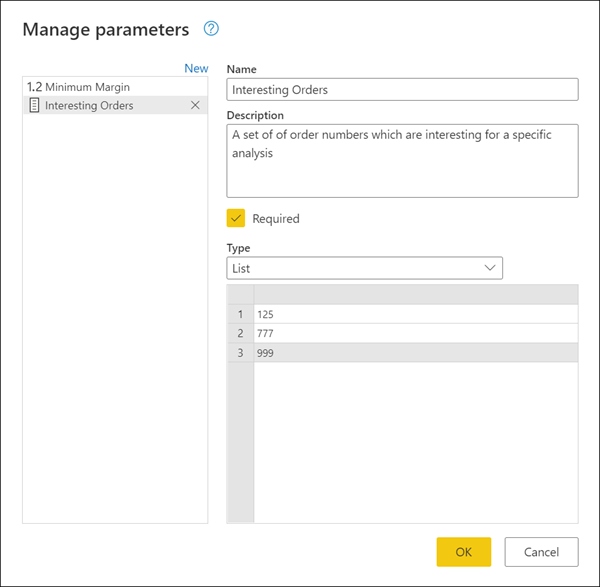 Manage parameters
New
1.2 Minimum Margin
Interesting Orders
Name
Interesting Orders
Description
A set of of order numbers which are interesting for a specific
analysis
Required
Type
List
1 125
2 777
3 999
OK
Cancel